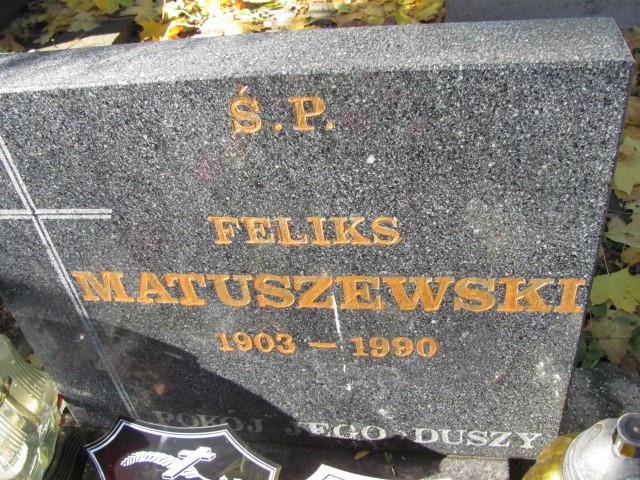 Ś.P.
FELIKS
MATUSZEWSKI
1903 – 1990
POKÓJ JEGO DUSZY